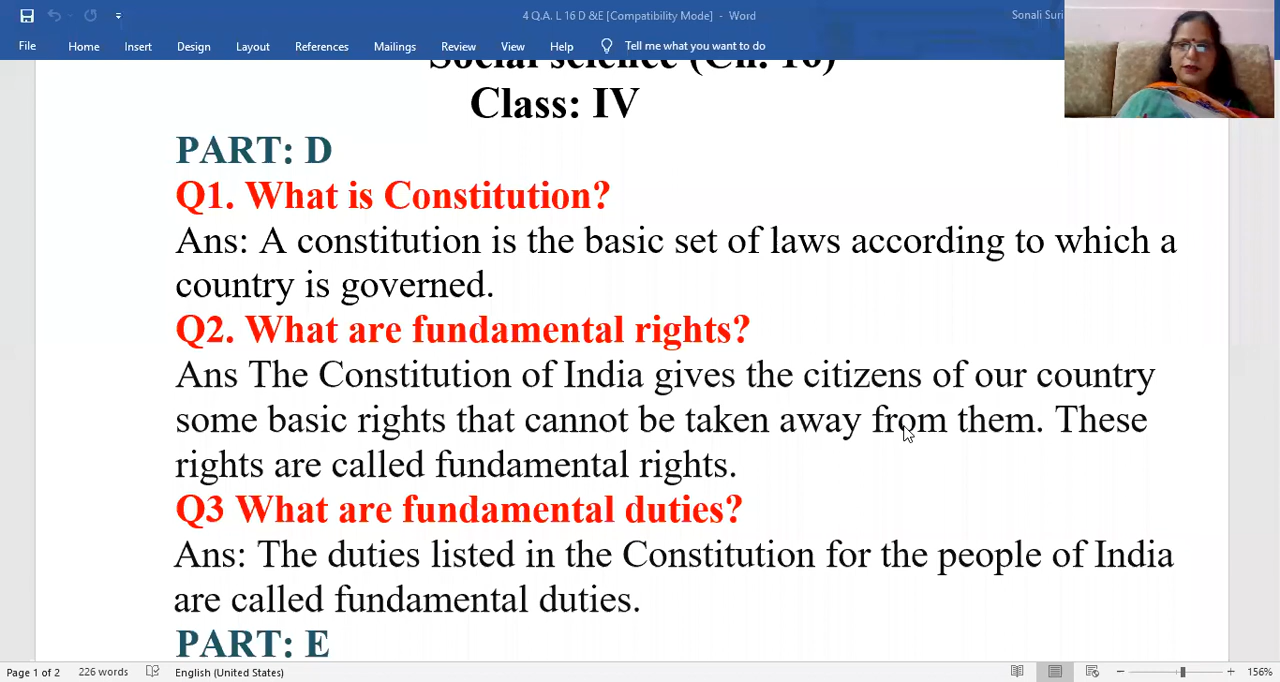 4 Q.A. L 16 D &E [Compatibility Mode] - Word
Sonali Suri
File Home Insert Design Layout References Mailings Review View Help Tell me what you want to do
Social science (Ch. 16)
Class: IV
PART: D
Q1. What is Constitution?
Ans: A constitution is the basic set of laws according to which a
country is governed.
Q2. What are fundamental rights?
Ans The Constitution of India gives the citizens of our country
some basic rights that cannot be taken away from them. These
rights are called fundamental rights.
Q3 What are fundamental duties?
Ans: The duties listed in the Constitution for the people of India
are called fundamental duties.
PART: E
Page 1 of 2 226 words English (United States) 156%